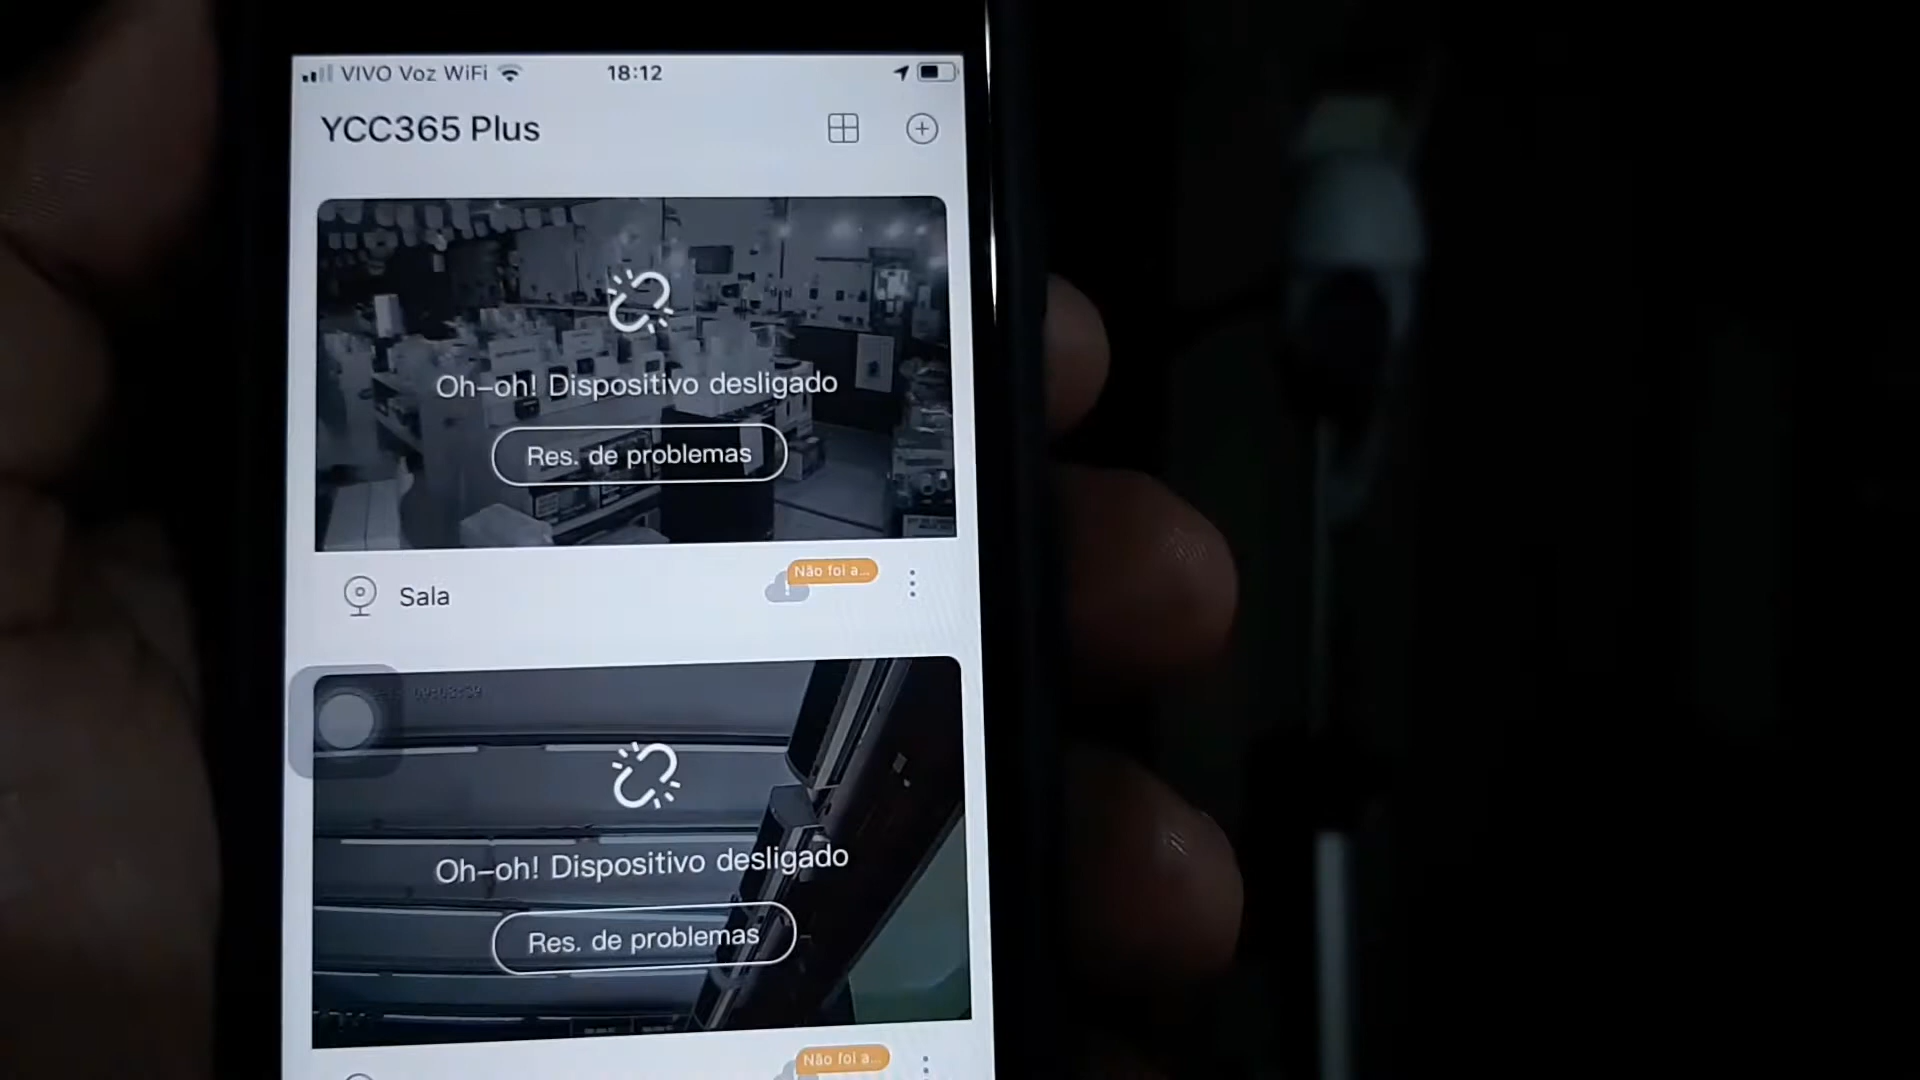 VIVO Voz WiFi 18:12
YCC365 Plus
Oh-oh! Dispositivo desligado
Res. de problemas
Sala
Não foi a...
Oh-oh! Dispositivo desligado
Res. de problemas
Não foi a...